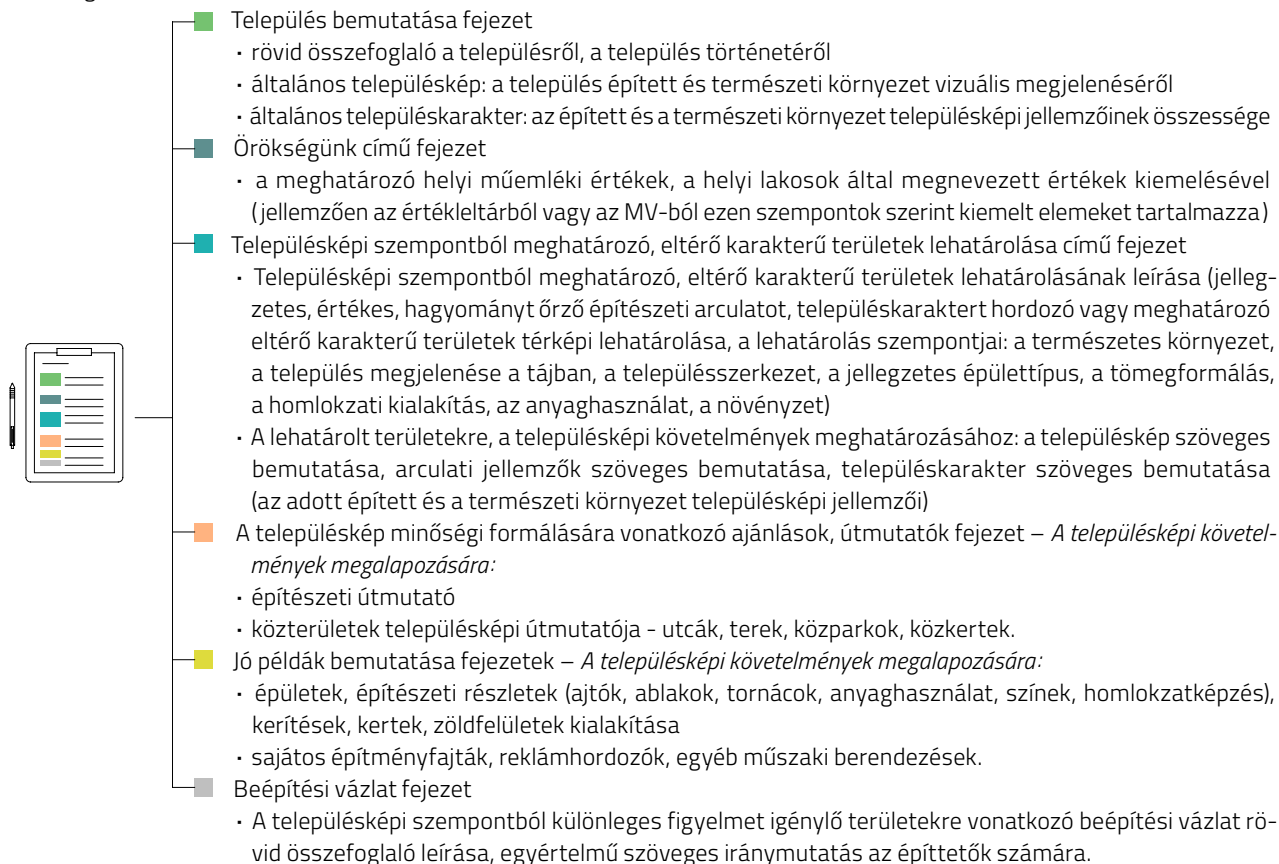 Település bemutatása fejezet
· rövid összefoglaló a településről, a település történetéről
· általános településkép: a település épített és természeti környezet vizuális megjelenéséről
· általános településkarakter: az épített és a természeti környezet településképi jellemzőinek összessége
Örökségünk című fejezet
· a meghatározó helyi műemléki értékek, a helyi lakosok által megnevezett értékek kiemelésével
(jellemzően az értékleltárból vagy az MV-ból ezen szempontok szerint kiemelt elemeket tartalmazza)
Településképi szempontból meghatározó, eltérő karakterű területek lehatárolása című fejezet
· Településképi szempontból meghatározó, eltérő karakterű területek lehatárolásának leírása (jelleg-
zetes, értékes, hagyományt őrző építészeti arculatot, településkaraktert hordozó vagy meghatározó
eltérő karakterű területek térképi lehatárolása, a lehatárolás szempontjai: a természetes környezet,
a település megjelenése a tájban, a településszerkezet, a jellegzetes épülettípus, a tömegformálás,
a homlokzati kialakítás, az anyaghasználat, a növényzet)
· A lehatárolt területekre, a településképi követelmények meghatározásához: a településkép szöveges
bemutatása, arculati jellemzők szöveges bemutatása, településkarakter szöveges bemutatása
(az adott épített és a természeti környezet településképi jellemzői)
A településkép minőségi formálására vonatkozó ajánlások, útmutatók fejezet – A településképi követel-
mények megalapozására:
· építészeti útmutató
· közterületek településképi útmutatója - utcák, terek, közparkok, közkertek.
Jó példák bemutatása fejezetek – A településképi követelmények megalapozására:
· épületek, építészeti részletek (ajtók, ablakok, tornácok, anyaghasználat, színek, homlokzatképzés),
kerítések, kertek, zöldfelületek kialakítása
· sajátos építményfajták, reklámhordozók, egyéb műszaki berendezések.
Beépítési vázlat fejezet
· A településképi szempontból különleges figyelmet igénylő területekre vonatkozó beépítési vázlat rö-
vid összefoglaló leírása, egyértelmű szöveges iránymutatás az építtetők számára.